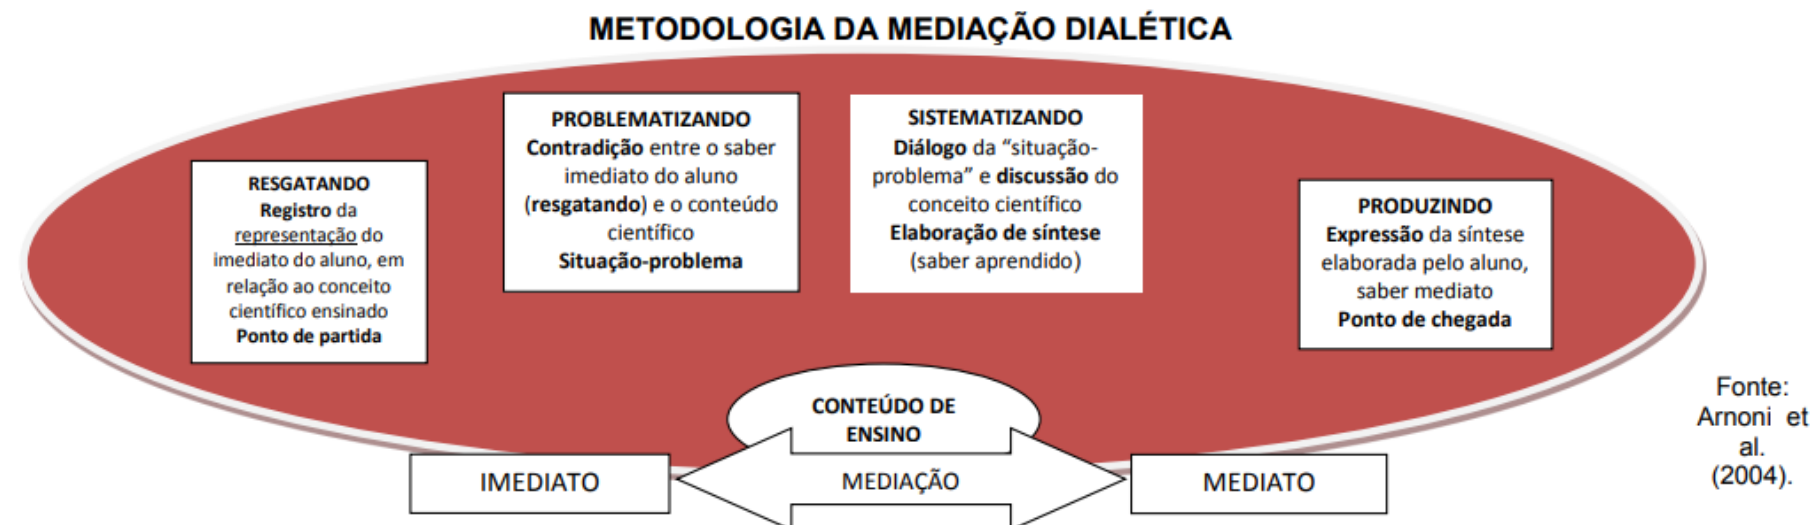 METODOLOGIA DA MEDIAÇÃO DIALÉTICA
RESGATANDO
Registro da
representação do
imediato do aluno, em
relação ao conceito
científico ensinado
Ponto de partida
PROBLEMATIZANDO
Contradição entre o saber
imediato do aluno
(resgatando) e o conteúdo
científico
Situação-problema
SISTEMATIZANDO
Diálogo da “situação-
problema” e discussão do
conceito científico
Elaboração de síntese
(saber aprendido)
PRODUZINDO
Expressão da síntese
elaborada pelo aluno,
saber mediato
Ponto de chegada
CONTEÚDO DE
ENSINO
IMEDIATO
MEDIAÇÃO
MEDIATO
Fonte:
Arnoni et
al.
(2004).